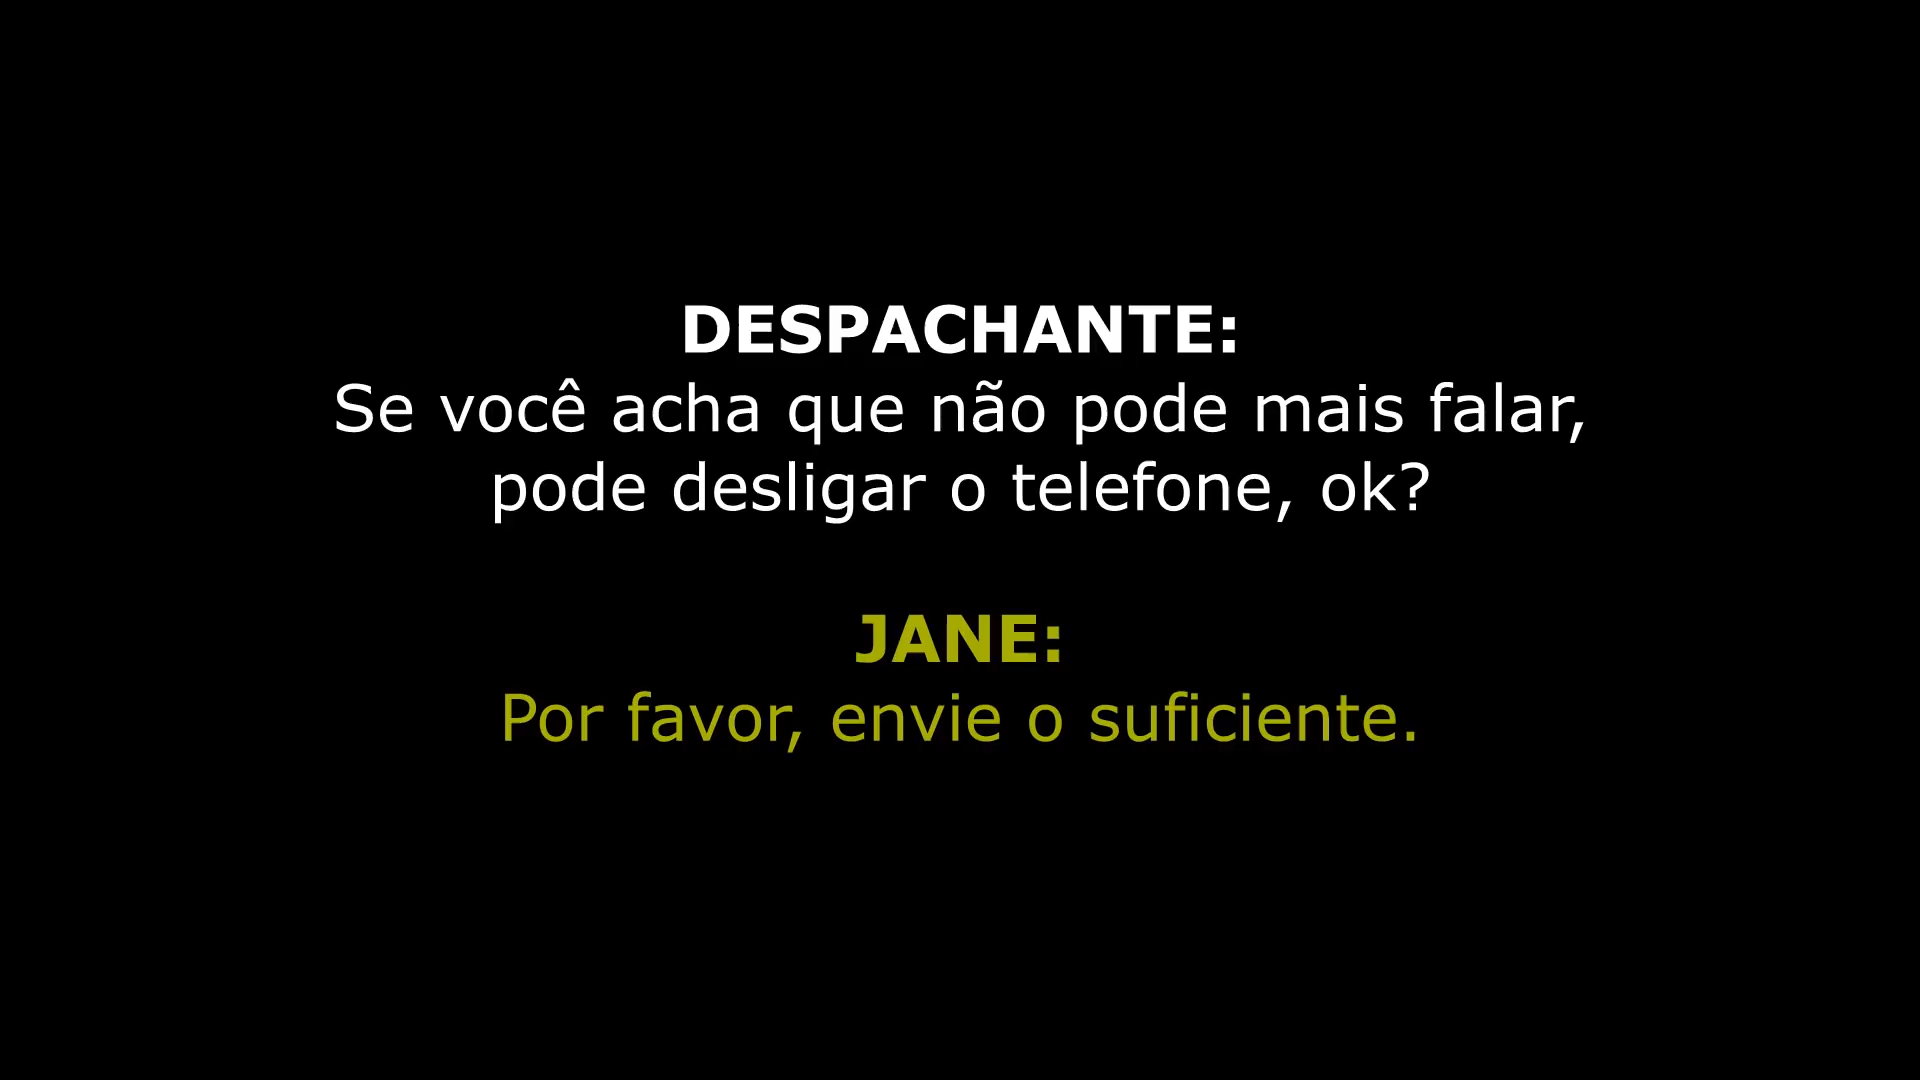 DESPACHANTE:
Se você acha que não pode mais falar,
pode desligar o telefone, ok?
JANE:
Por favor, envie o suficiente.